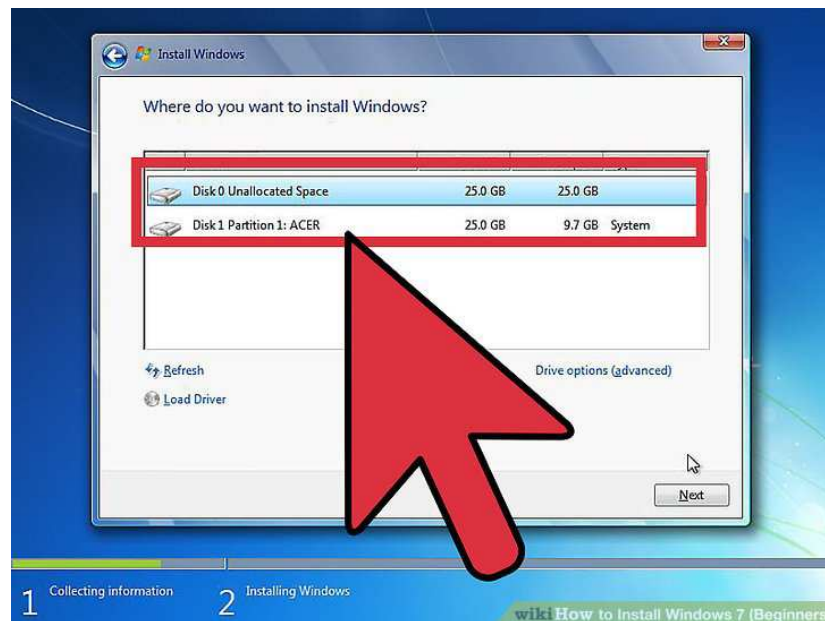 Install Windows
Where do you want to install Windows?
Disk 0 Unallocated Space 25.0 GB 25.0 GB
Disk 1 Partition 1: ACER 25.0 GB 9.7 GB System
Refresh Drive options (advanced)
Load Driver
Next
1 Collecting information 2 Installing Windows
wikiHow to Install Windows 7 (Beginners